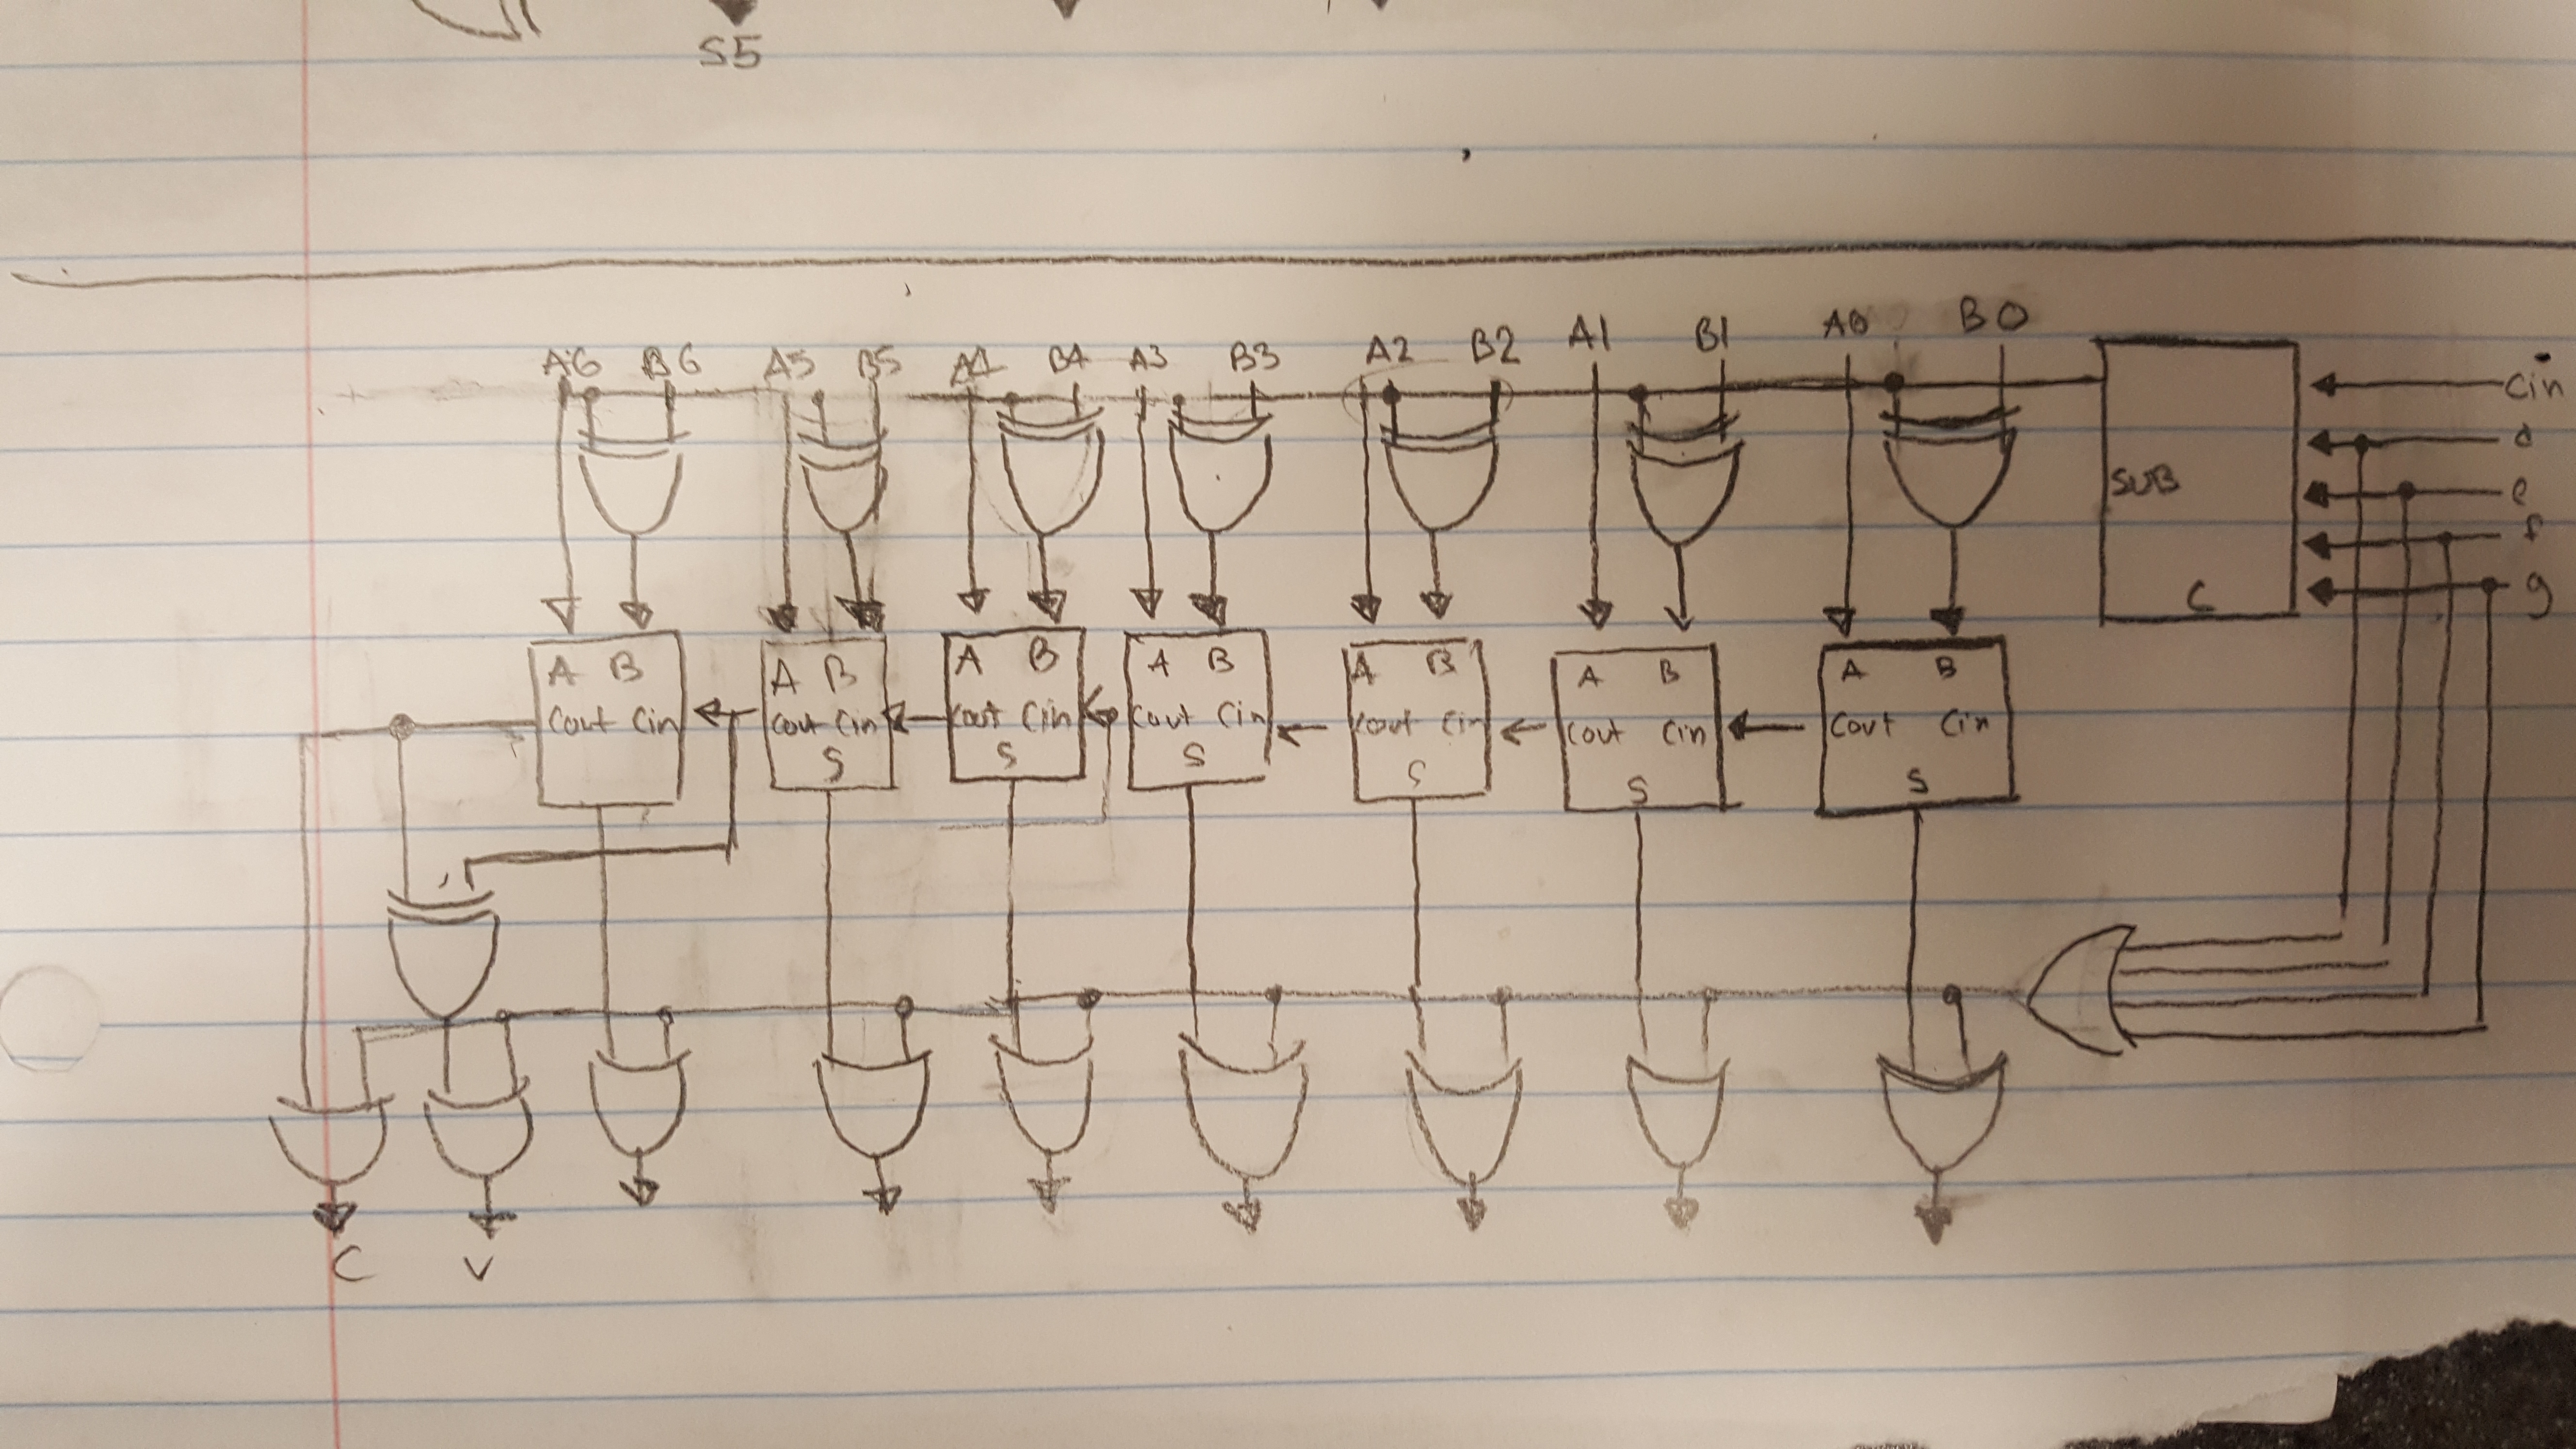 S5
A6 B6 A5 B5 A4 B4 A3 B3 A2 B2 A1 B1 A0 B0
Cin
d
SUB e
f
C g
A B A B A B A B A B A B A B
Cout Cin Cout Cin Cout Cin Cout Cin Cout Cin Cout Cin Cout Cin
S S S S S S
C V